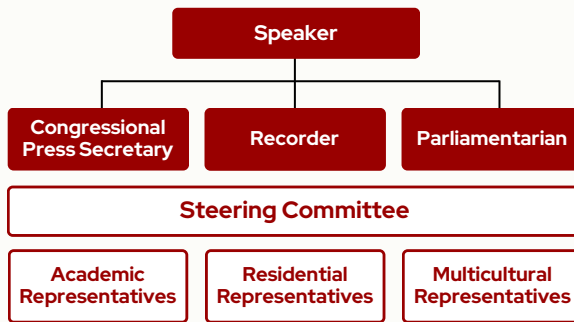 Speaker
Congressional
Press Secretary
Recorder
Parliamentarian
Steering Committee
Academic
Representatives
Residential
Representatives
Multicultural
Representatives